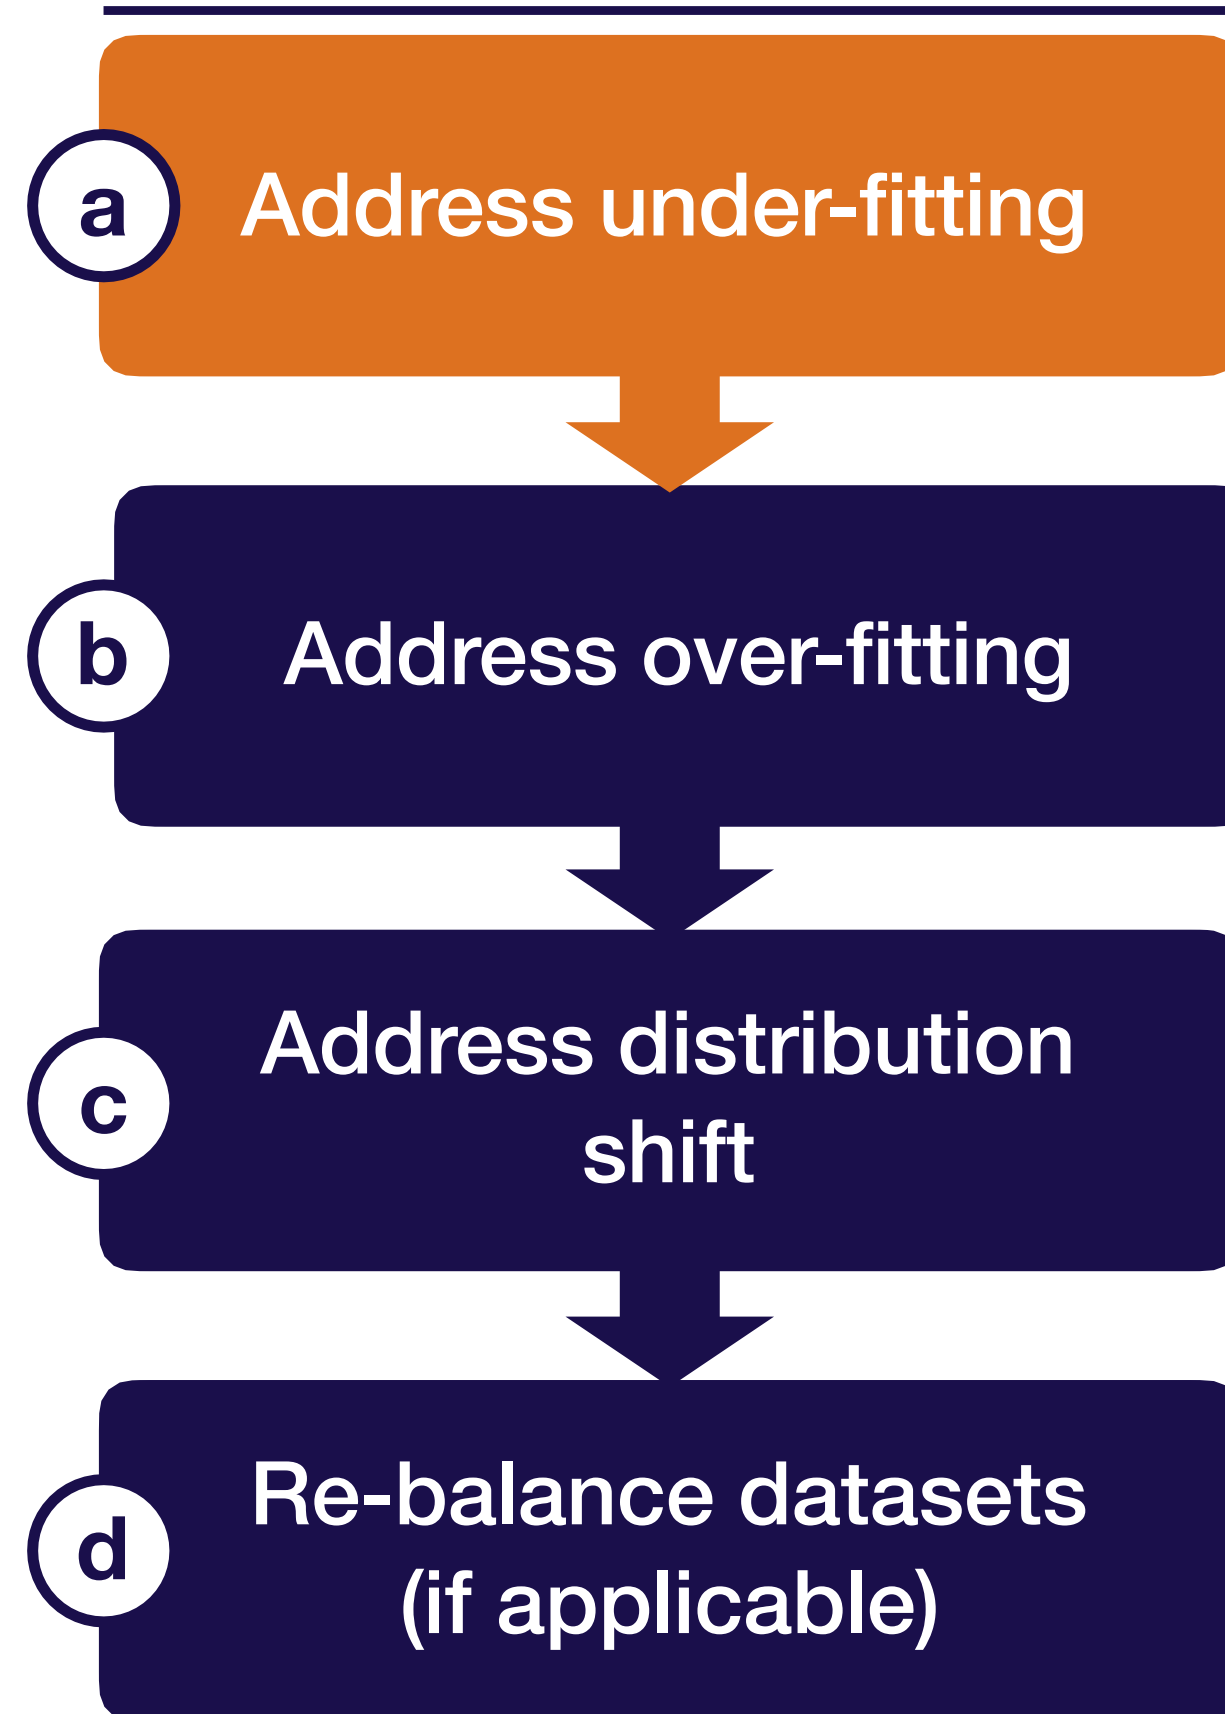 a
Address under-fitting
b
Address over-fitting
c
Address distribution
shift
d
Re-balance datasets
(if applicable)